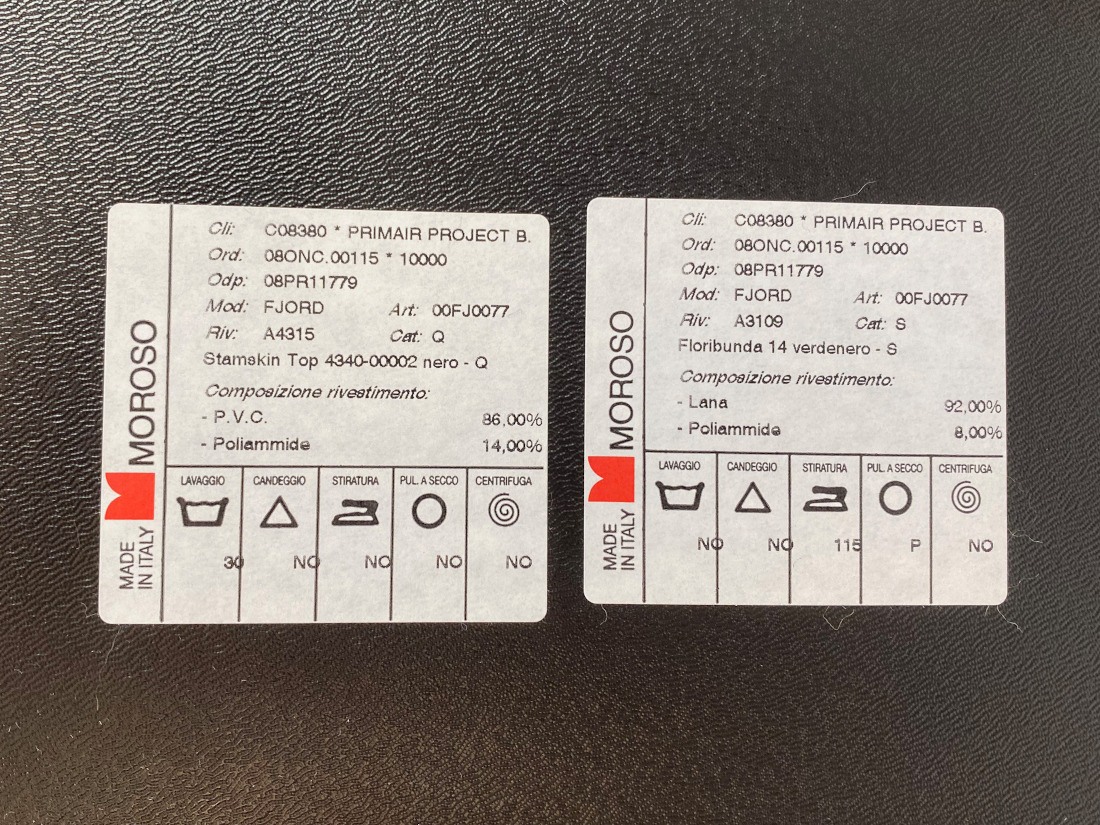 Cli: C08380 * PRIMAIR PROJECT B.
Ord: 08ONC.00115 * 10000
Odp: 08PR11779
Mod: FJORD Art: 00FJ0077
Riv: A4315 Cat: Q
Stamskin Top 4340-00002 nero - Q
Composizione rivestimento:
- P.V.C. 86,00%
- Poliammide 14,00%
LAVAGGIO CANDEGGIO STIRATURA PUL. A SECCO CENTRIFUGA
30 NO NO NO NO
MOROSO
MADE
IN ITALY
Cli: C08380 * PRIMAIR PROJECT B.
Ord: 08ONC.00115 * 10000
Odp: 08PR11779
Mod: FJORD Art: 00FJ0077
Riv: A3109 Cat: S
Floribunda 14 verdenero - S
Composizione rivestimento:
- Lana 92,00%
- Poliammide 8,00%
LAVAGGIO CANDEGGIO STIRATURA PUL. A SECCO CENTRIFUGA
NO NO 115 P NO
MOROSO
MADE
IN ITALY